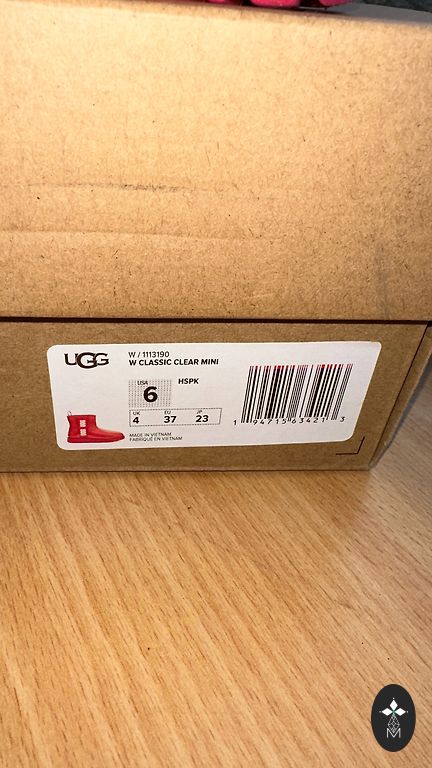 UGG
W / 1113190
W CLASSIC CLEAR MINI
USA
6
HSPK
UK EU JP
4 37 23
MADE IN VIETNAM
FABRIQUÉ EN VIETNAM
1 94715 63421 3
M